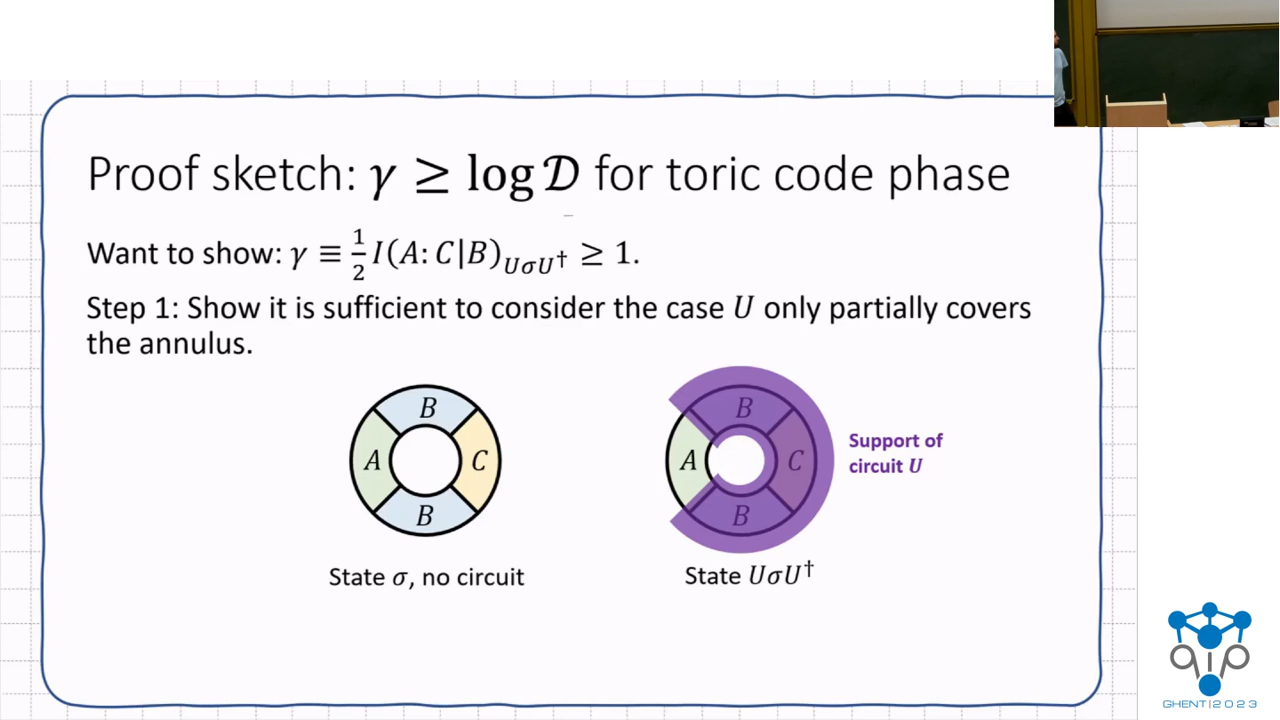 Proof sketch: γ ≥ log 𝒟 for toric code phase
Want to show: γ ≡ ½ I(A:C|B)_{UσU†} ≥ 1.
Step 1: Show it is sufficient to consider the case U only partially covers
the annulus.
B
A
C
B
B
A
C
B
Support of
circuit U
State σ, no circuit
State UσU†
qip
GHENT|2023